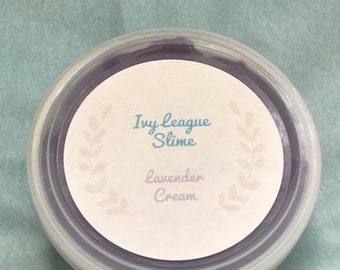 Ivy League
Slime
Lavender
Cream